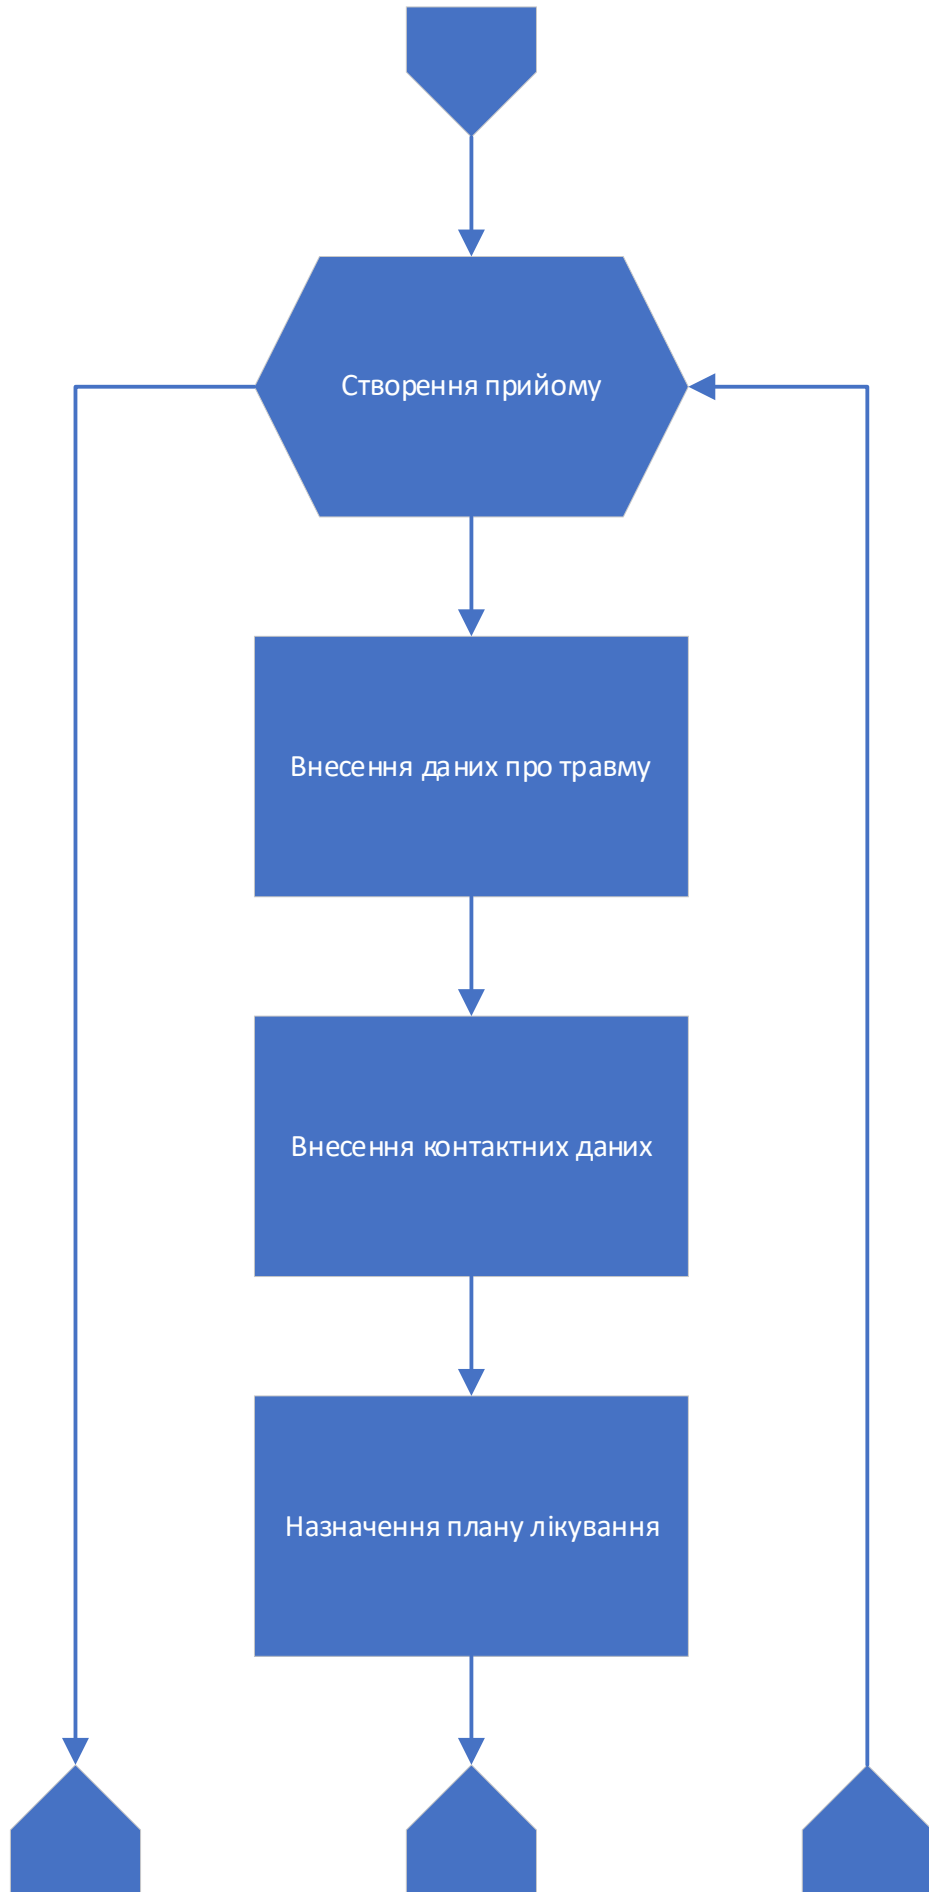 Створення прийому
Внесення даних про травму
Внесення контактних даних
Назначення плану лікування